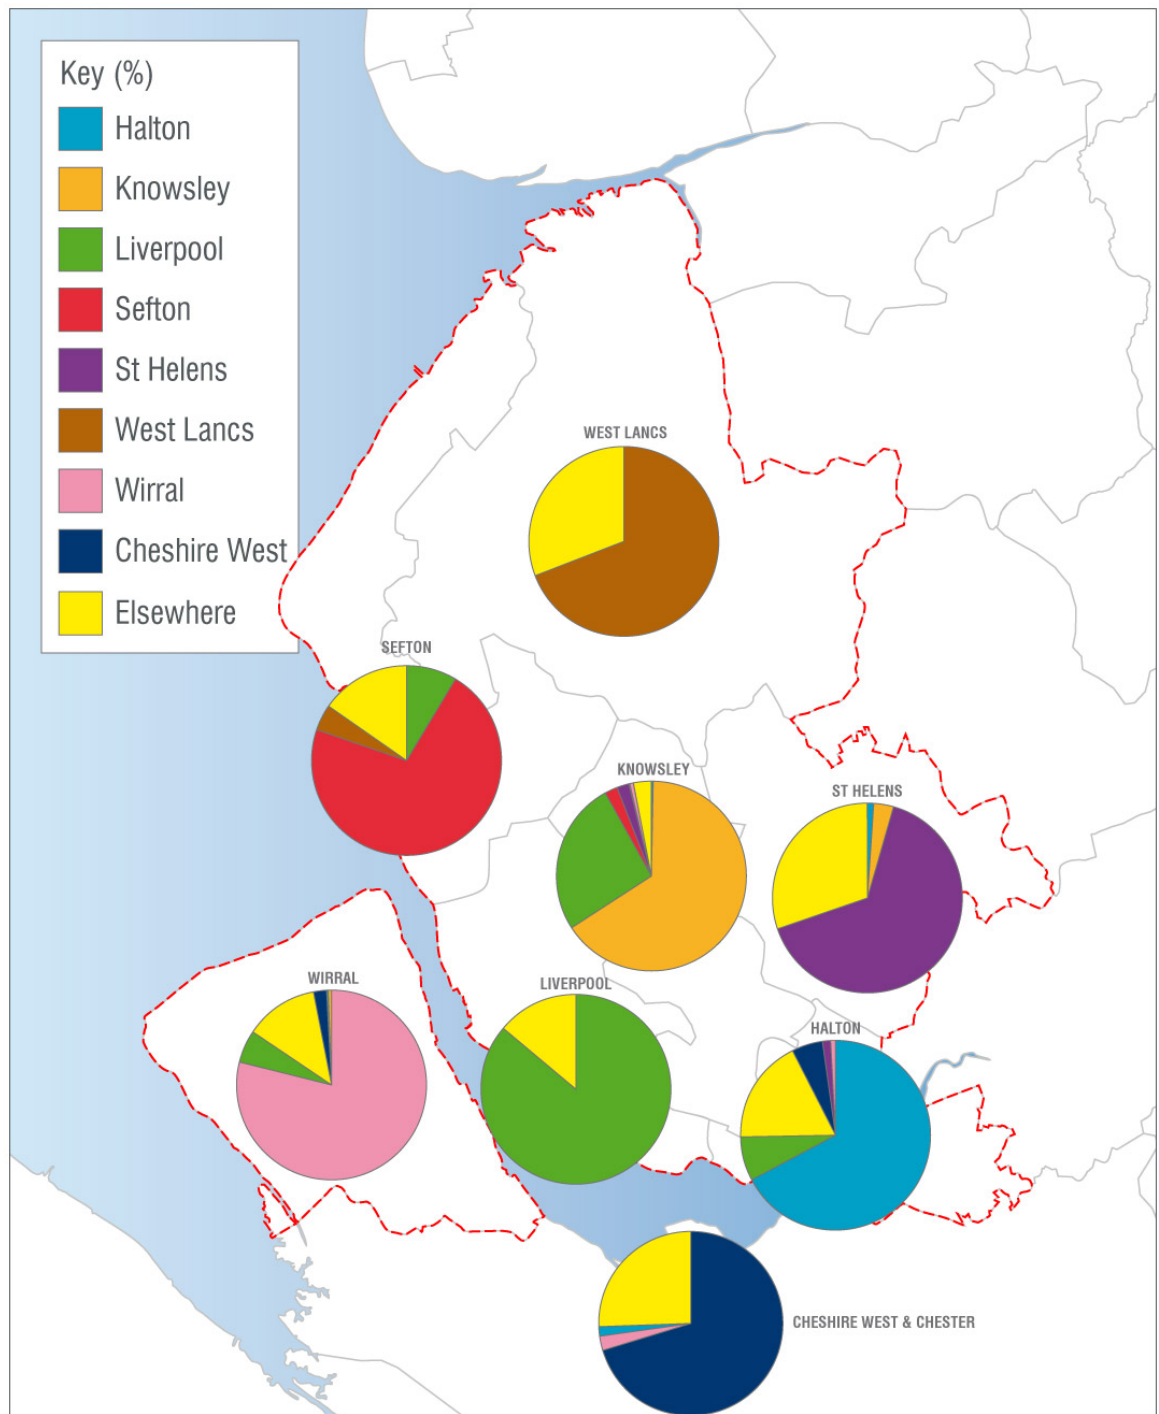 Key (%)
Halton
Knowsley
Liverpool
Sefton
St Helens
West Lancs
Wirral
Cheshire West
Elsewhere
WEST LANCS
SEFTON
KNOWSLEY
ST HELENS
WIRRAL
LIVERPOOL
HALTON
CHESHIRE WEST & CHESTER